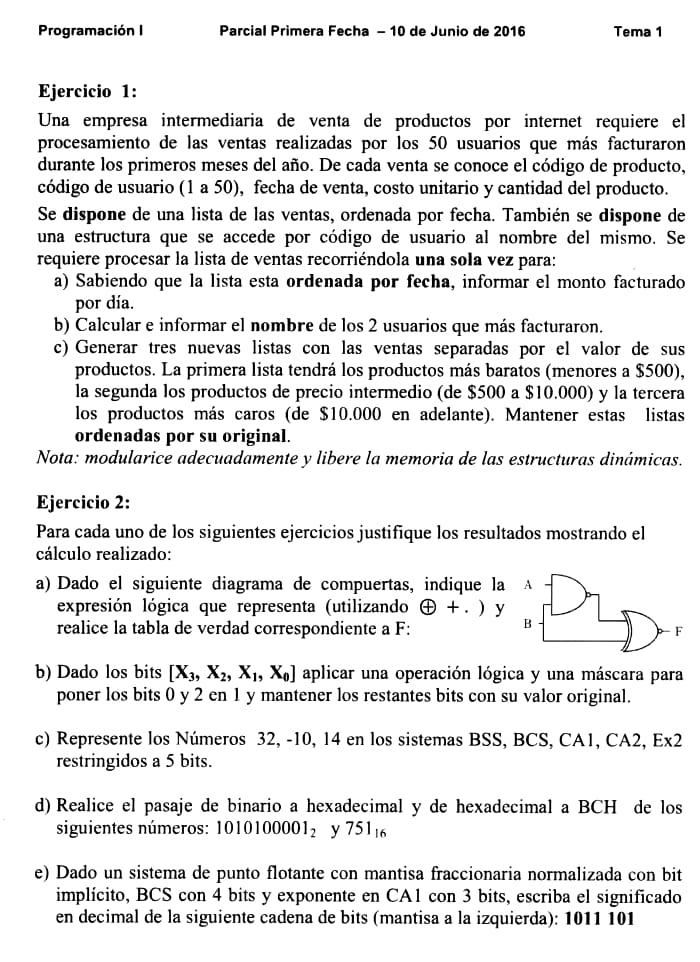 Programación I Parcial Primera Fecha – 10 de Junio de 2016 Tema 1
Ejercicio 1:
Una empresa intermediaria de venta de productos por internet requiere el
procesamiento de las ventas realizadas por los 50 usuarios que más facturaron
durante los primeros meses del año. De cada venta se conoce el código de producto,
código de usuario (1 a 50), fecha de venta, costo unitario y cantidad del producto.
Se dispone de una lista de las ventas, ordenada por fecha. También se dispone de
una estructura que se accede por código de usuario al nombre del mismo. Se
requiere procesar la lista de ventas recorriéndola una sola vez para:
a) Sabiendo que la lista esta ordenada por fecha, informar el monto facturado
por día.
b) Calcular e informar el nombre de los 2 usuarios que más facturaron.
c) Generar tres nuevas listas con las ventas separadas por el valor de sus
productos. La primera lista tendrá los productos más baratos (menores a $500),
la segunda los productos de precio intermedio (de $500 a $10.000) y la tercera
los productos más caros (de $10.000 en adelante). Mantener estas listas
ordenadas por su original.
Nota: modularice adecuadamente y libere la memoria de las estructuras dinámicas.
Ejercicio 2:
Para cada uno de los siguientes ejercicios justifique los resultados mostrando el
cálculo realizado:
a) Dado el siguiente diagrama de compuertas, indique la
expresión lógica que representa (utilizando ⊕ + . ) y
realice la tabla de verdad correspondiente a F:
A
B
F
b) Dado los bits [X₃, X₂, X₁, X₀] aplicar una operación lógica y una máscara para
poner los bits 0 y 2 en 1 y mantener los restantes bits con su valor original.
c) Represente los Números 32, -10, 14 en los sistemas BSS, BCS, CA1, CA2, Ex2
restringidos a 5 bits.
d) Realice el pasaje de binario a hexadecimal y de hexadecimal a BCH de los
siguientes números: 1010100001₂ y 751₁₆
e) Dado un sistema de punto flotante con mantisa fraccionaria normalizada con bit
implícito, BCS con 4 bits y exponente en CA1 con 3 bits, escriba el significado
en decimal de la siguiente cadena de bits (mantisa a la izquierda): 1011 101